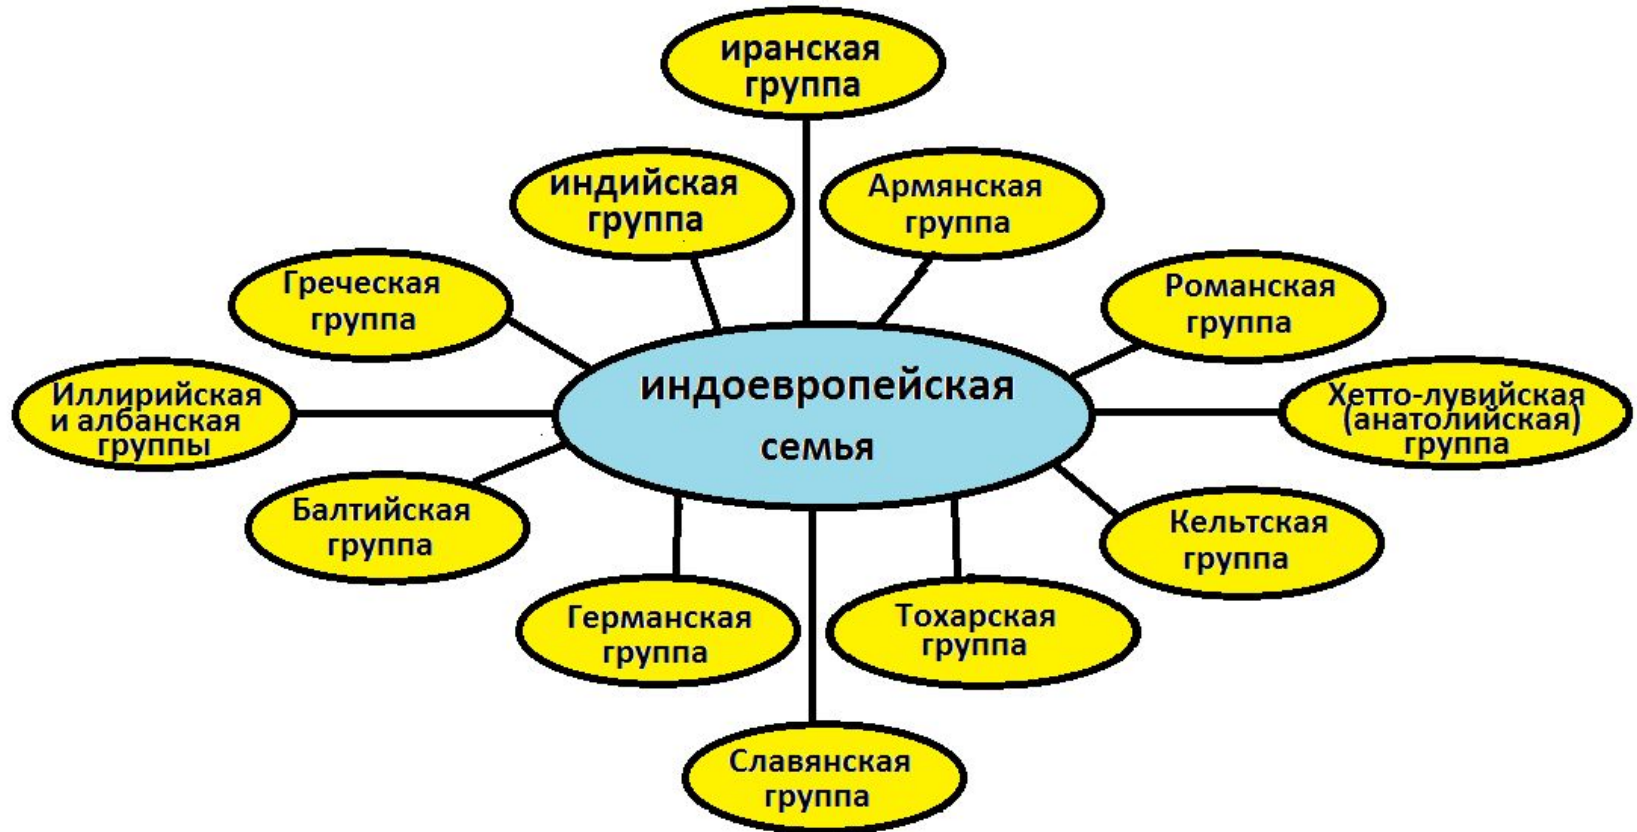 иранская
группа
индийская
группа
Армянская
группа
Греческая
группа
Романская
группа
Иллирийская
и албанская
группы
индоевропейская
семья
Хетто-лувийская
(анатолийская)
группа
Балтийская
группа
Кельтская
группа
Германская
группа
Тохарская
группа
Славянская
группа